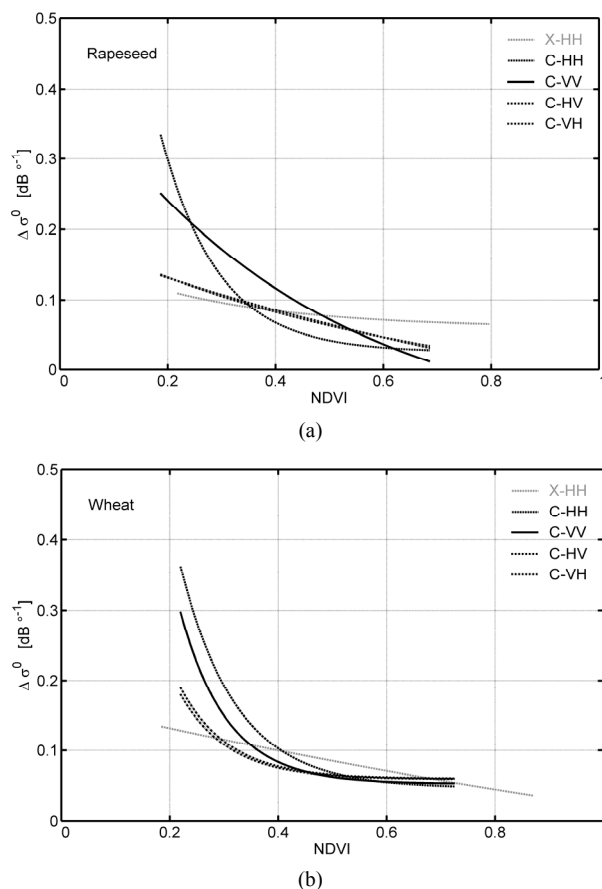 Rapeseed
X-HH
C-HH
C-VV
C-HV
C-VH
0.5
0.4
0.3
0.2
0.1
0
Δ σ⁰ [dB °⁻¹]
0
0.2
0.4
0.6
0.8
1
NDVI
(a)
Wheat
X-HH
C-HH
C-VV
C-HV
C-VH
0.5
0.4
0.3
0.2
0.1
0
Δ σ⁰ [dB °⁻¹]
0
0.2
0.4
0.6
0.8
NDVI
(b)